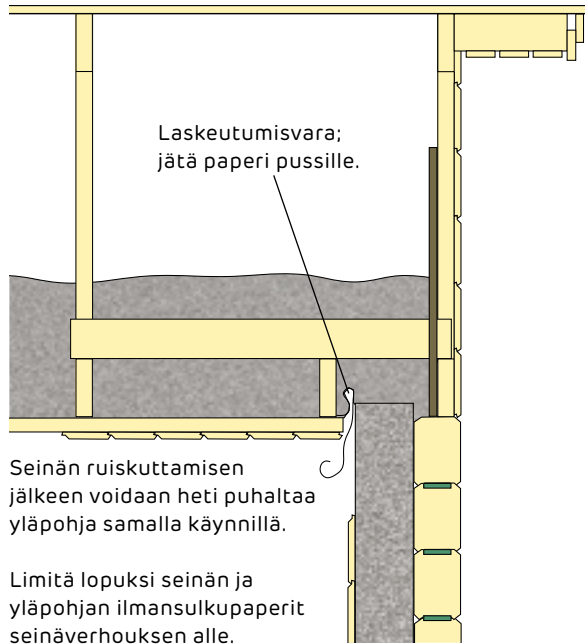 Laskeutumisvara;
jätä paperi pussille.
Seinän ruiskuttamisen
jälkeen voidaan heti puhaltaa
yläpohja samalla käynnillä.
Limitä lopuksi seinän ja
yläpohjan ilmansulkupaperit
seinäverhouksen alle.